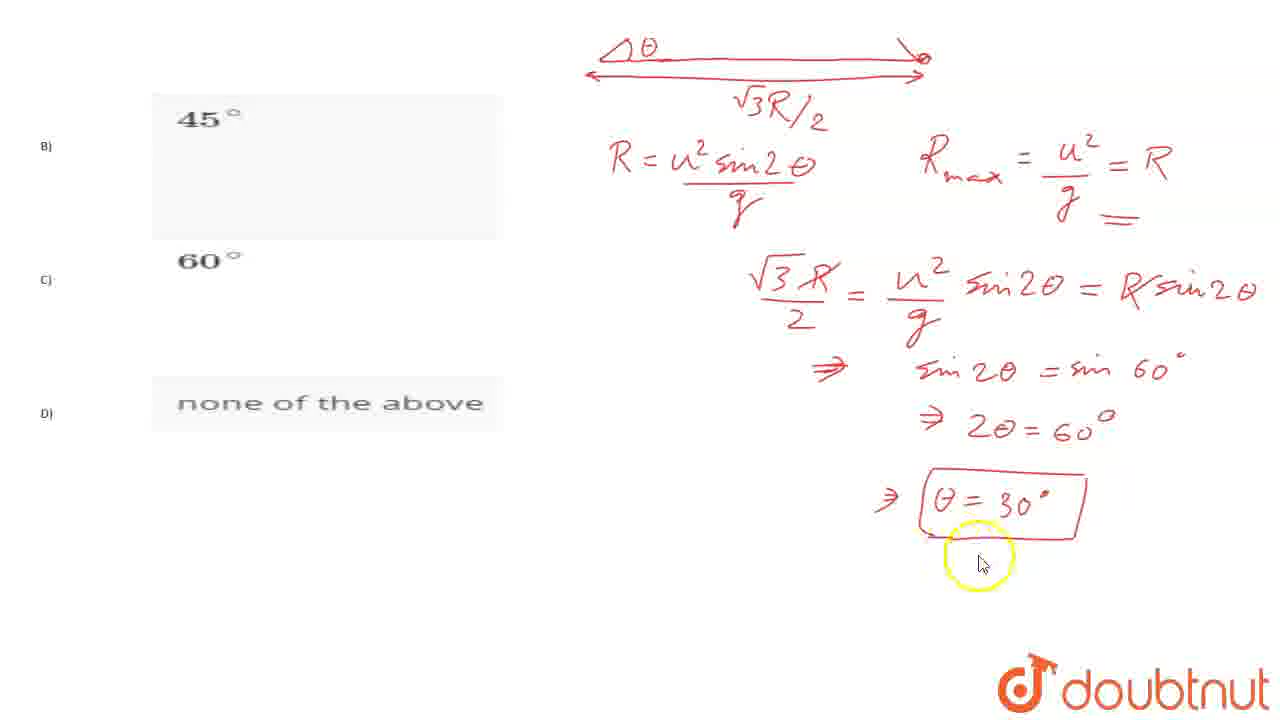 B)
45°
C)
60°
D)
none of the above
θ
√3R/2
R = u² sin2θ / g
Rmax = u² / g = R
√3R / 2 = u² / g sin2θ = R sin2θ
⇒ sin2θ = sin 60°
⇒ 2θ = 60°
⇒ θ = 30°
doubtnut